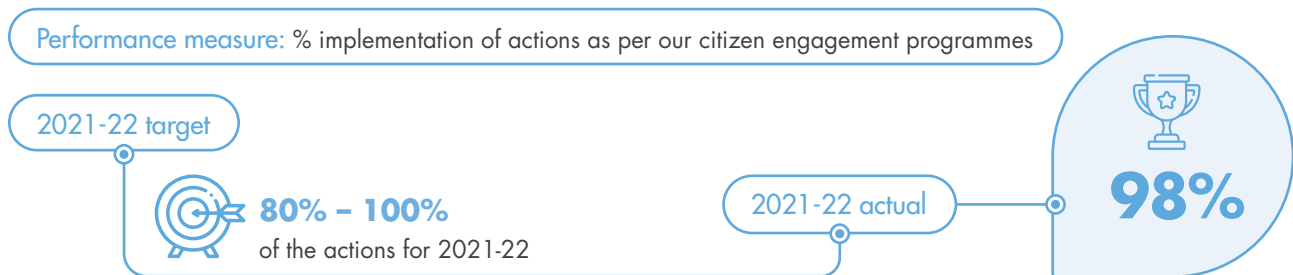 Performance measure: % implementation of actions as per our citizen engagement programmes
2021-22 target
80% – 100%
of the actions for 2021-22
2021-22 actual
98%